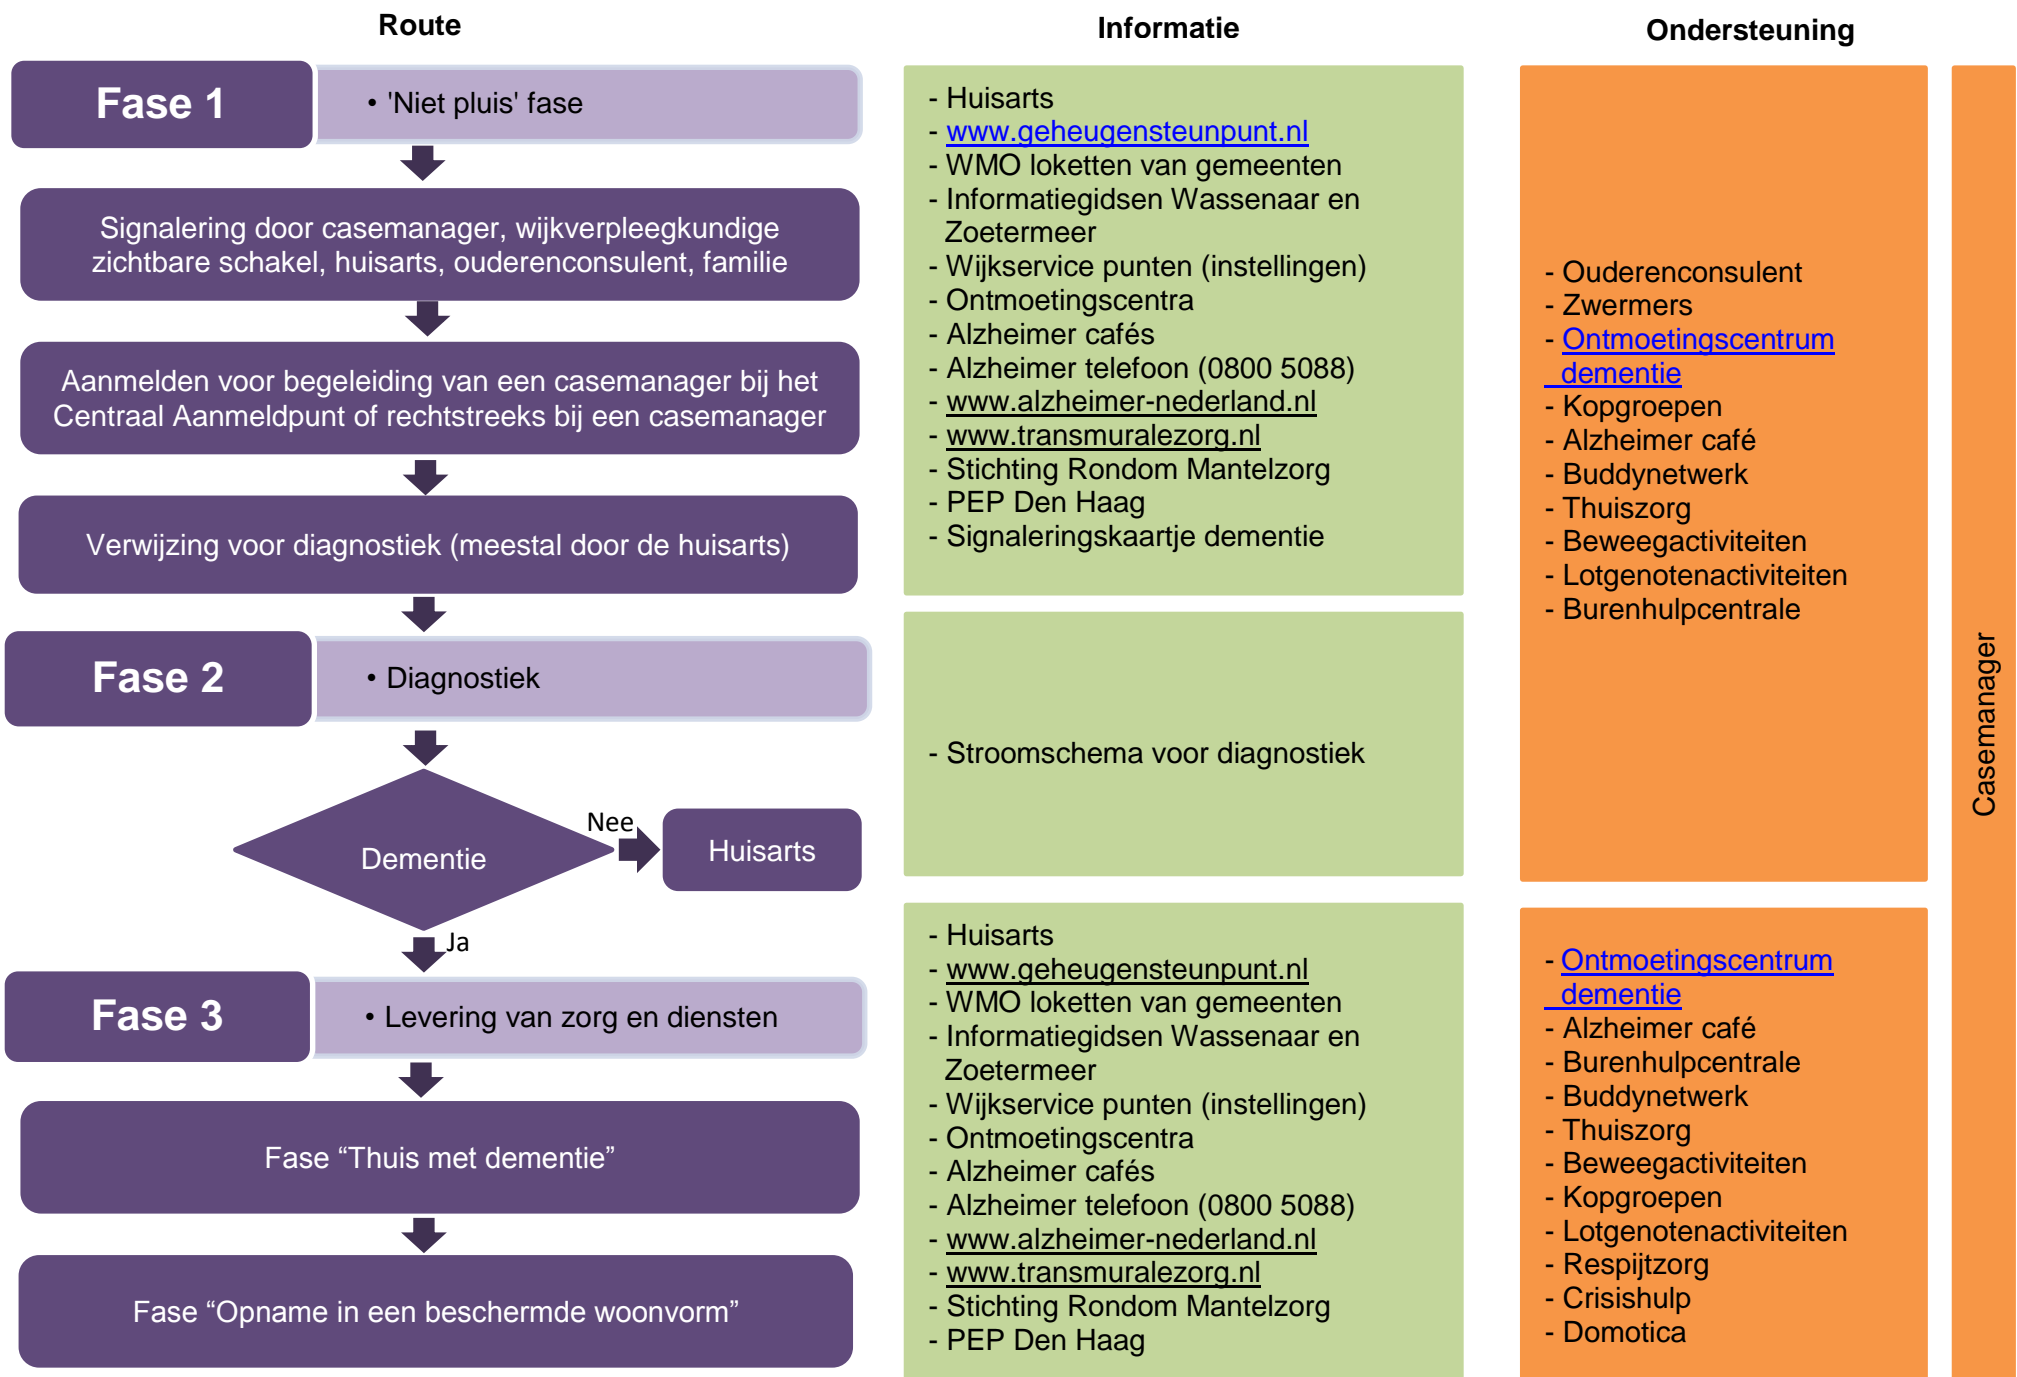 Route
Fase 1
• 'Niet pluis' fase
Signalering door casemanager, wijkverpleegkundige
zichtbare schakel, huisarts, ouderenconsulent, familie
Aanmelden voor begeleiding van een casemanager bij het
Centraal Aanmeldpunt of rechtstreeks bij een casemanager
Verwijzing voor diagnostiek (meestal door de huisarts)
Fase 2
• Diagnostiek
Dementie
Nee
Huisarts
Ja
Fase 3
• Levering van zorg en diensten
Fase “Thuis met dementie”
Fase “Opname in een beschermde woonvorm”
Informatie
- Huisarts
- www.geheugensteunpunt.nl
- WMO loketten van gemeenten
- Informatiegidsen Wassenaar en
Zoetermeer
- Wijkservice punten (instellingen)
- Ontmoetingscentra
- Alzheimer cafés
- Alzheimer telefoon (0800 5088)
- www.alzheimer-nederland.nl
- www.transmuralezorg.nl
- Stichting Rondom Mantelzorg
- PEP Den Haag
- Signaleringskaartje dementie
- Stroomschema voor diagnostiek
- Huisarts
- www.geheugensteunpunt.nl
- WMO loketten van gemeenten
- Informatiegidsen Wassenaar en
Zoetermeer
- Wijkservice punten (instellingen)
- Ontmoetingscentra
- Alzheimer cafés
- Alzheimer telefoon (0800 5088)
- www.alzheimer-nederland.nl
- www.transmuralezorg.nl
- Stichting Rondom Mantelzorg
- PEP Den Haag
Ondersteuning
- Ouderenconsulent
- Zwermers
- Ontmoetingscentrum
dementie
- Kopgroepen
- Alzheimer café
- Buddynetwerk
- Thuiszorg
- Beweegactiviteiten
- Lotgenotenactiviteiten
- Burenhulpcentrale
- Ontmoetingscentrum
dementie
- Alzheimer café
- Burenhulpcentrale
- Buddynetwerk
- Thuiszorg
- Beweegactiviteiten
- Kopgroepen
- Lotgenotenactiviteiten
- Respijtzorg
- Crisishulp
- Domotica
Casemanager